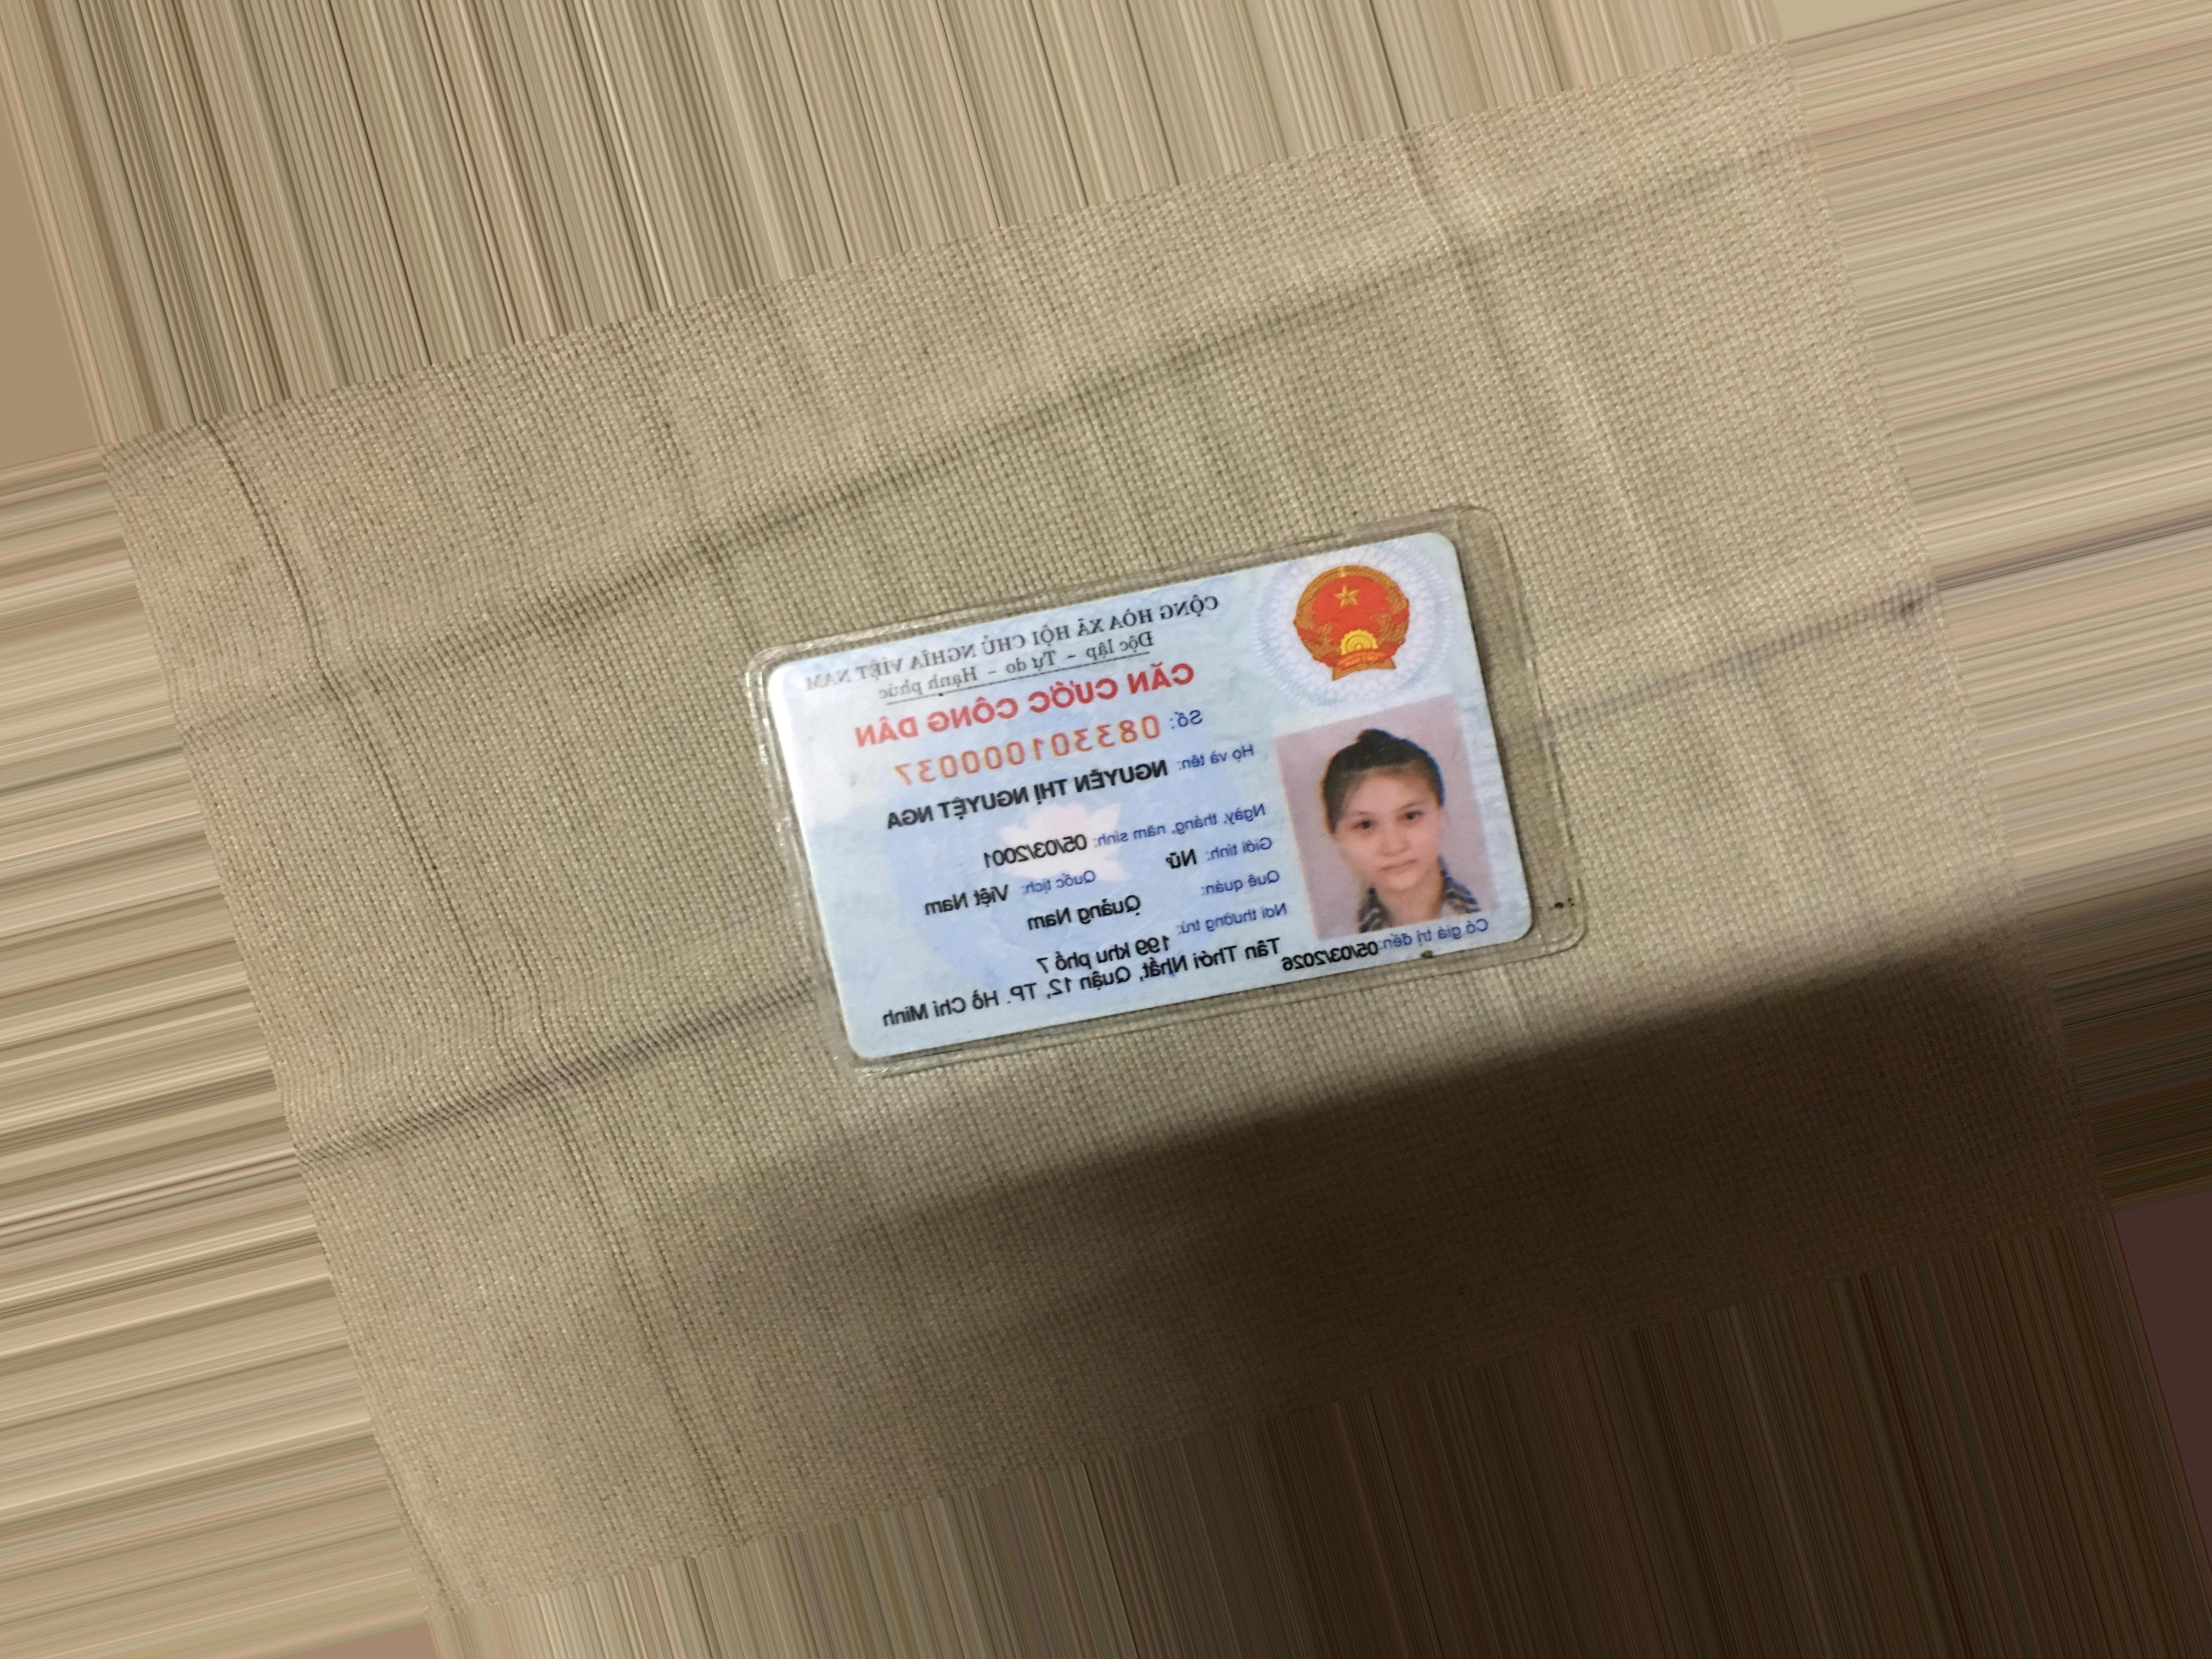 CỘNG HÒA XÃ HỘI CHỦ NGHĨA VIỆT NAM
Độc lập - Tự do - Hạnh phúc
CĂN CƯỚC CÔNG DÂN
Số: 083301000037
Họ và tên: NGUYỄN THỊ NGUYỆT NGA
Ngày, tháng, năm sinh: 05/03/2001
Giới tính: Nữ Quốc tịch: Việt Nam
Quê quán: Quảng Nam
Nơi thường trú: 199 khu phố 7
Tân Thới Nhất, Quận 12, TP. Hồ Chí Minh
Có giá trị đến: 05/03/2026